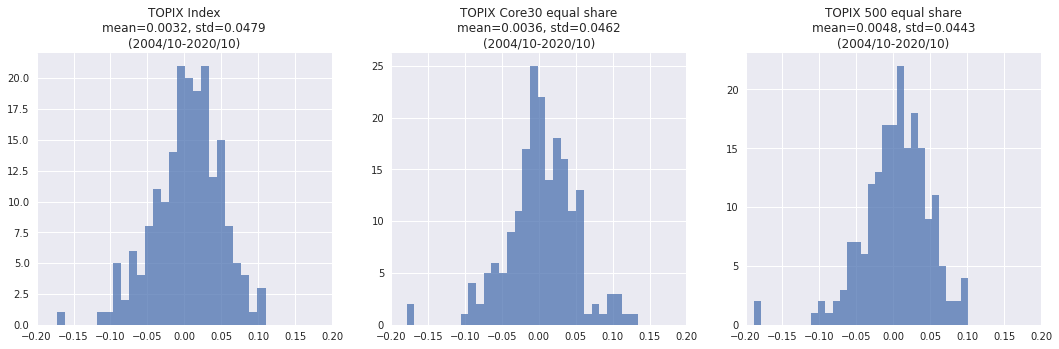 TOPIX Index
mean=0.0032, std=0.0479
(2004/10-2020/10)
20.0
17.5
15.0
12.5
10.0
7.5
5.0
2.5
0.0
−0.20 −0.15 −0.10 −0.05 0.00 0.05 0.10 0.15 0.20
TOPIX Core30 equal share
mean=0.0036, std=0.0462
(2004/10-2020/10)
25
20
15
10
5
0
−0.20 −0.15 −0.10 −0.05 0.00 0.05 0.10 0.15 0.20
TOPIX 500 equal share
mean=0.0048, std=0.0443
(2004/10-2020/10)
20
15
10
5
0
−0.20 −0.15 −0.10 −0.05 0.00 0.05 0.10 0.15 0.20